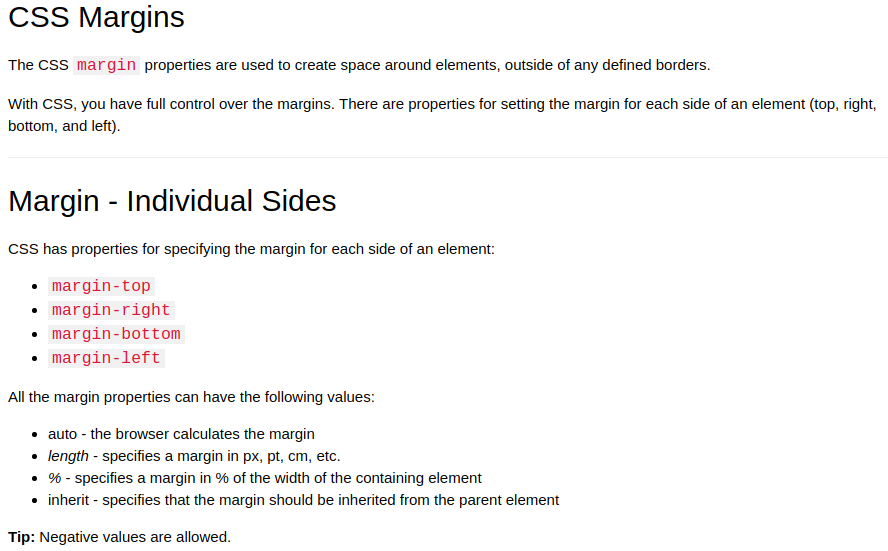 CSS Margins
The CSS margin properties are used to create space around elements, outside of any defined borders.
With CSS, you have full control over the margins. There are properties for setting the margin for each side of an element (top, right,
bottom, and left).
Margin - Individual Sides
CSS has properties for specifying the margin for each side of an element:
• margin-top
• margin-right
• margin-bottom
• margin-left
All the margin properties can have the following values:
• auto - the browser calculates the margin
• length - specifies a margin in px, pt, cm, etc.
• % - specifies a margin in % of the width of the containing element
• inherit - specifies that the margin should be inherited from the parent element
Tip: Negative values are allowed.